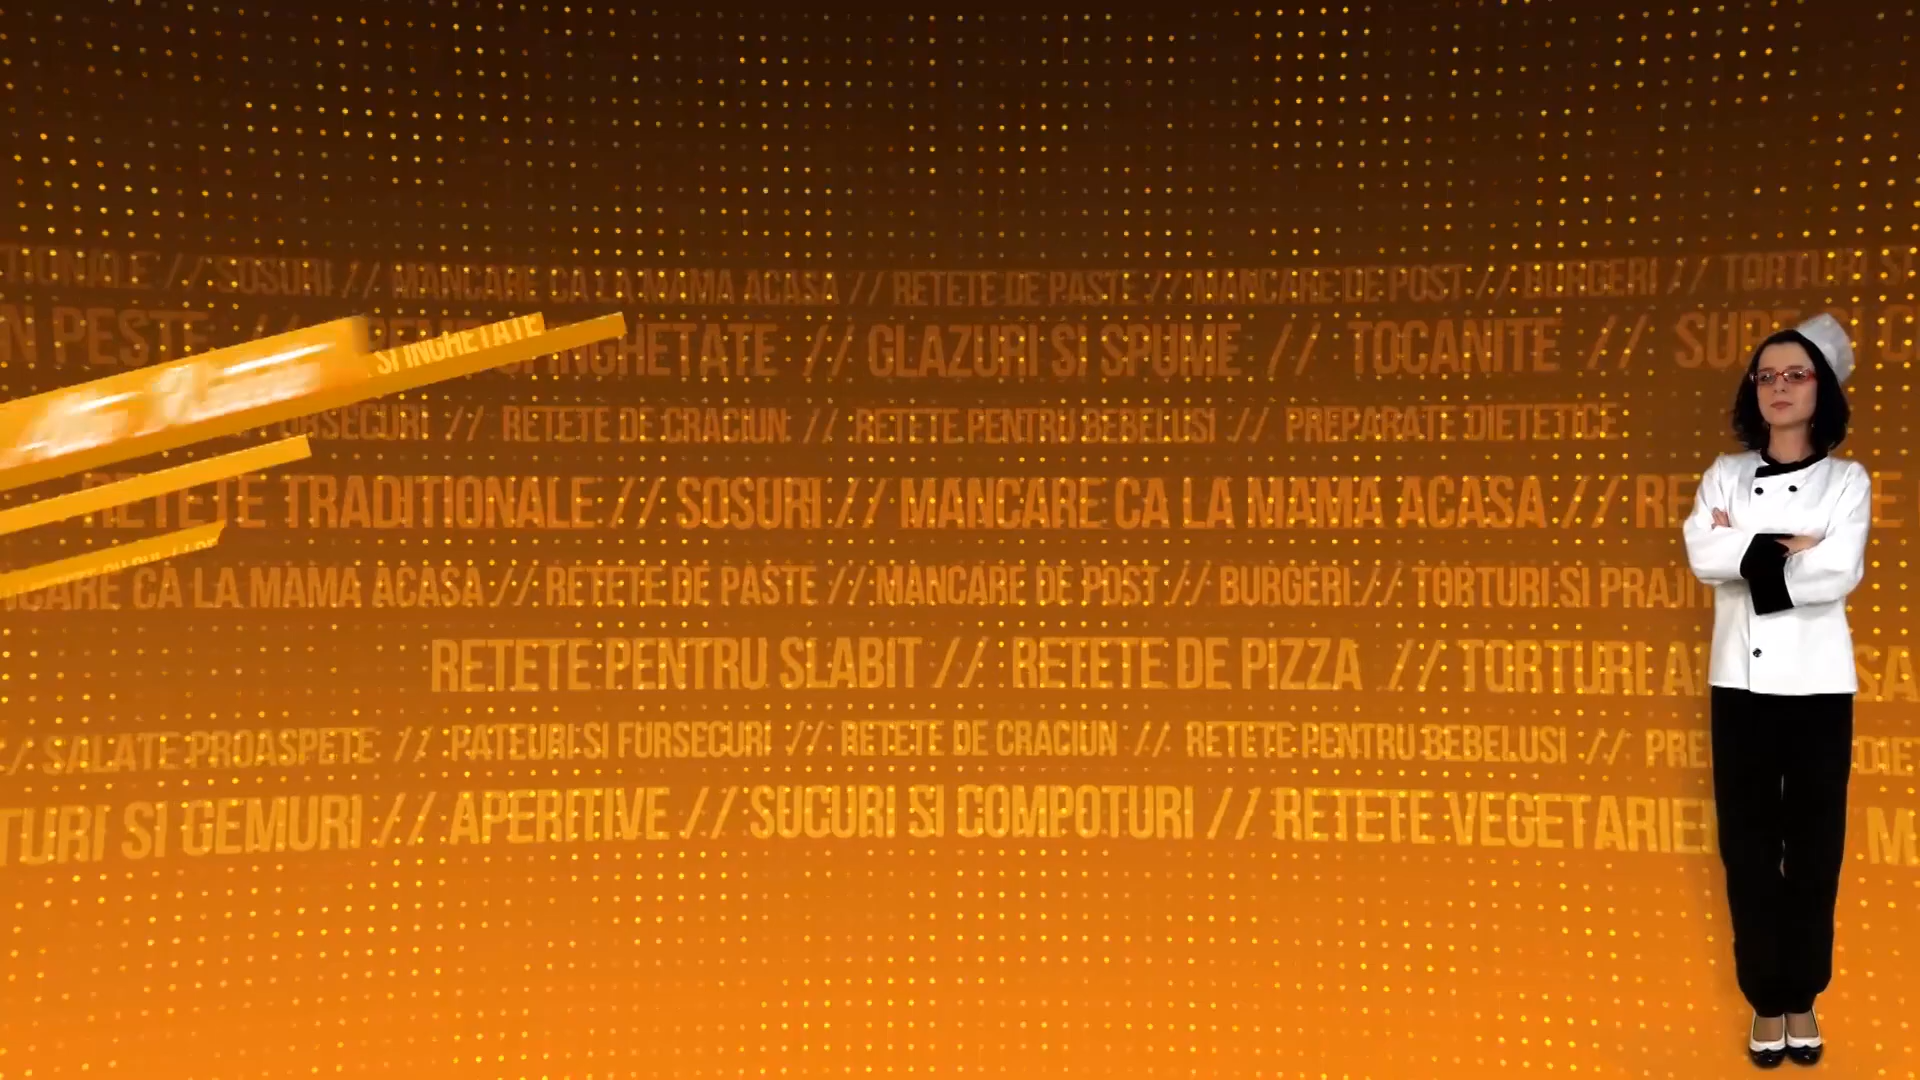 SOSURI // MANCARE CA LA MAMA ACASA // RETETE DE PASTE // MANCARE DE POST // BURGERI // TORTURI
PESTE // INGHETATE // GLAZURI SI SPUME // TOCANITE //
SI INGHETATE
// RETETE DE CRACIUN // RETETE PENTRU BEBELUSI // PREPARATE DIETETICE
RETETE TRADITIONALE // SOSURI // MANCARE CA LA MAMA ACASA //
CA LA MAMA ACASA // RETETE DE PASTE // MANCARE DE POST // BURGERI // TORTURI SI
RETETE PENTRU SLABIT // RETETE DE PIZZA // TORTURI
// SALATE PROASPETE // PATEURI SI FURSECURI // RETETE DE CRACIUN // RETETE PENTRU BEBELUSI //
SI GEMURI // APERITIVE // SUCURI SI COMPOTURI // RETETE